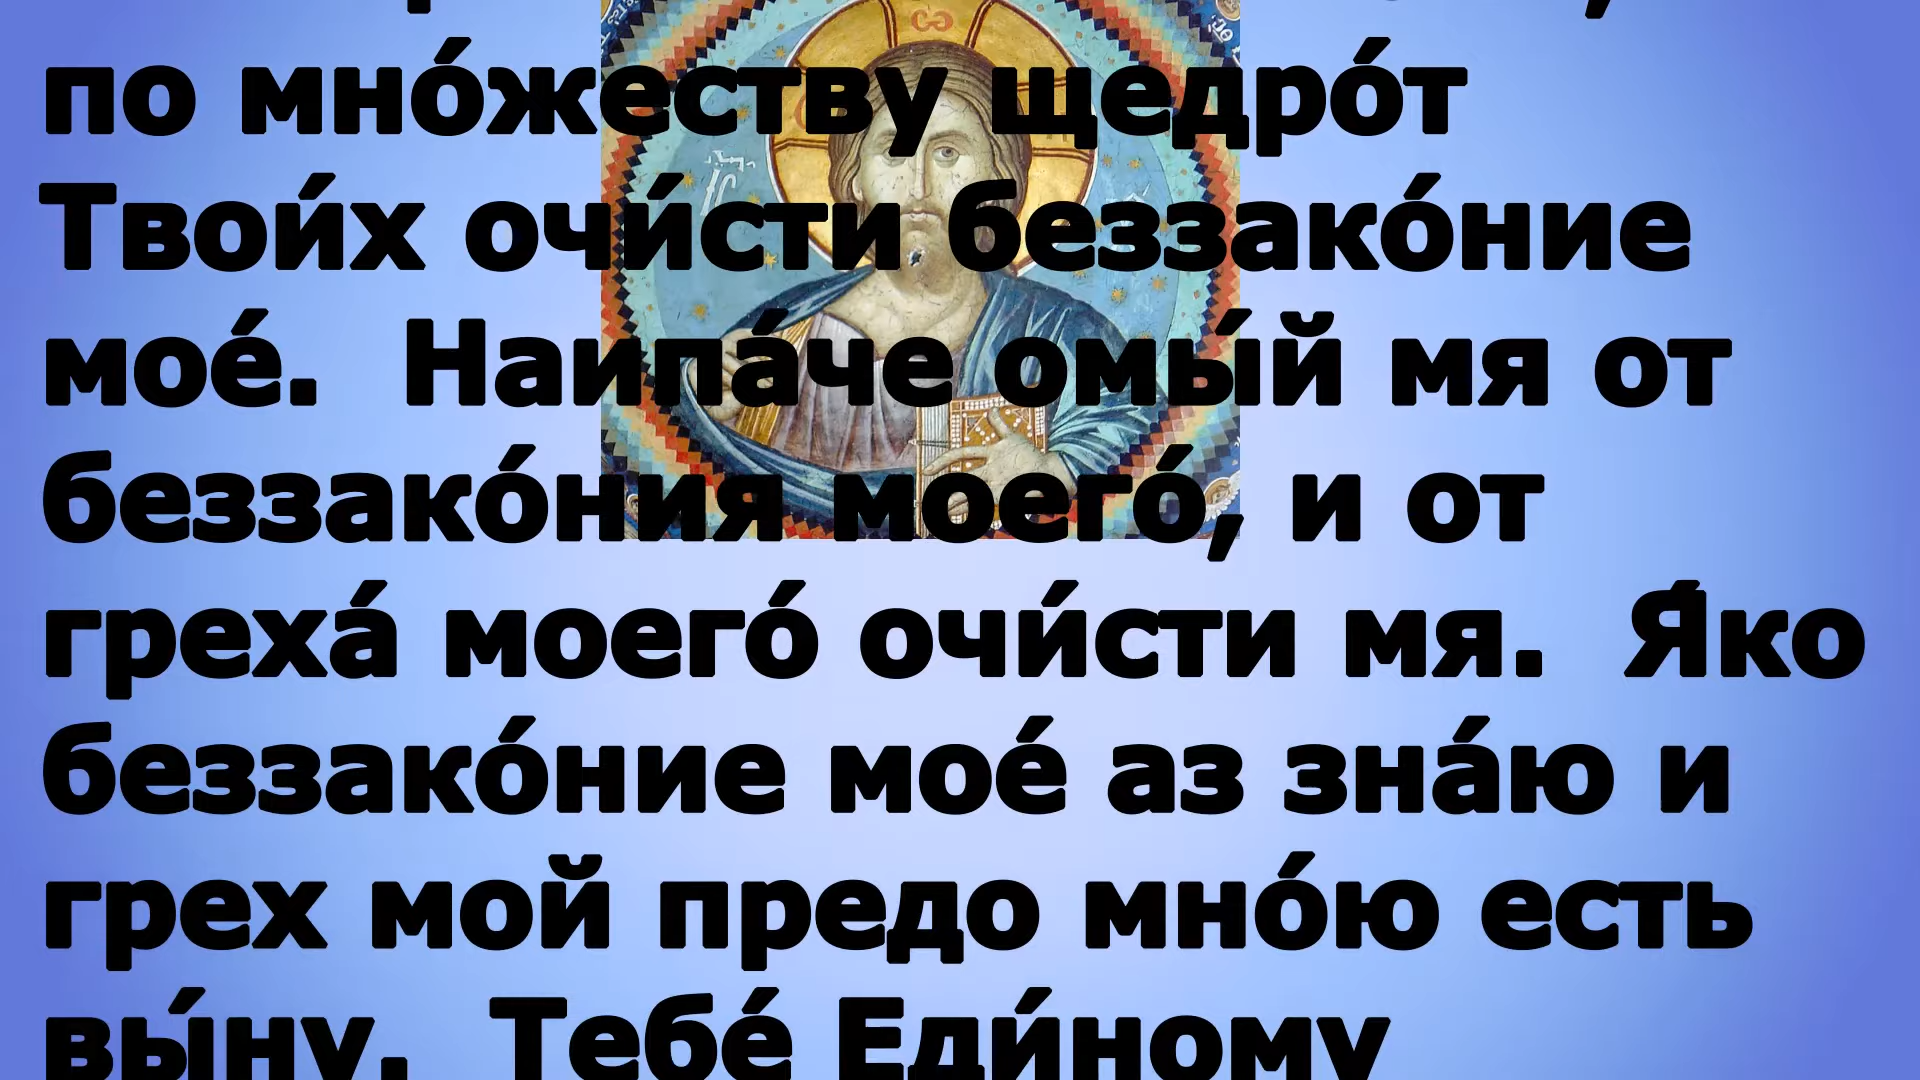 по мно́жеству щедро́т
Твои́х очи́сти беззако́ние
мое́.  Наипа́че омы́й мя от
беззако́ния моего́, и от
греха́ моего́ очи́сти мя.  Я́ко
беззако́ние мое́ аз зна́ю и
грех мой предо мно́ю есть
вы́ну.  Тебе́ Еди́ному